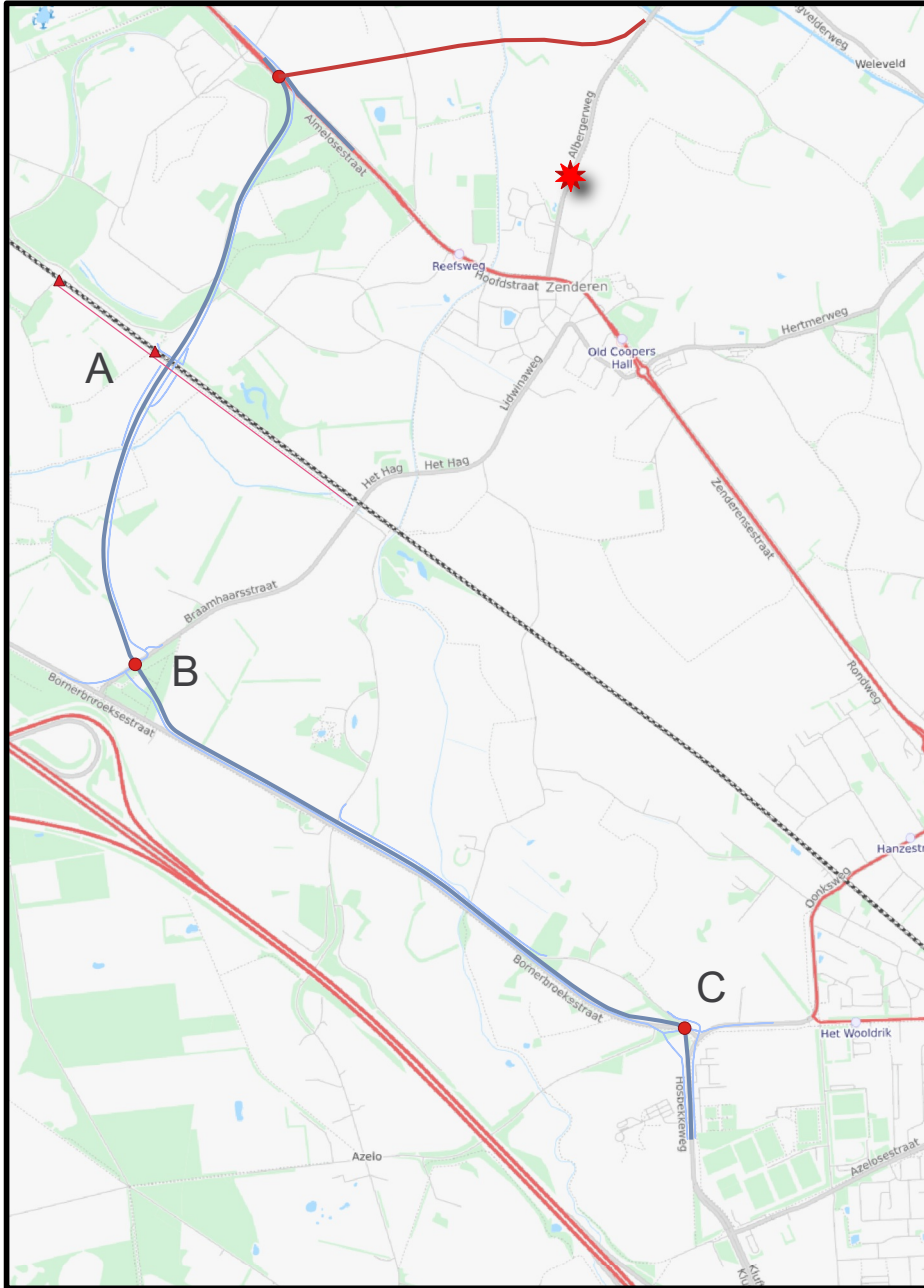 gvelderweg
Weleveld
Albergerweg
Almelosestraat
Reefsweg
Hoofdstraat
Zenderen
Hertmerweg
Old Coopers
Hall
A
Lidwinaweg
Het Hag
Het Hag
Zenderensestraat
Braamhaarsstraat
B
Rondweg
Bornerbroeksestraat
Hanzestr
Oonksweg
C
Bornerbroeksestraat
Het Wooldrik
Hosbekkeweg
Azelo
Azelosestraat